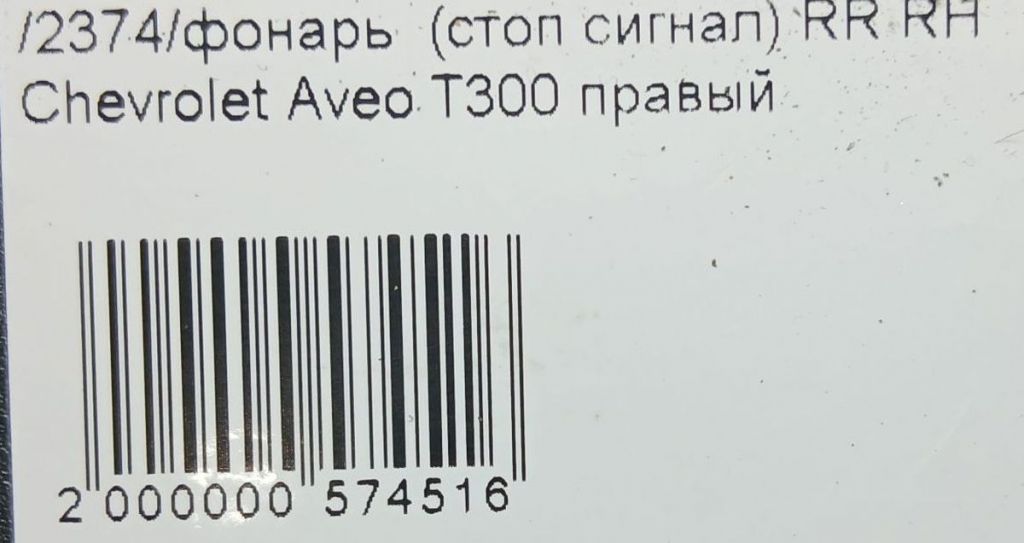 /2374/фонарь (стоп сигнал) RR RH
Chevrolet Aveo T300 правый
2 000000 574516